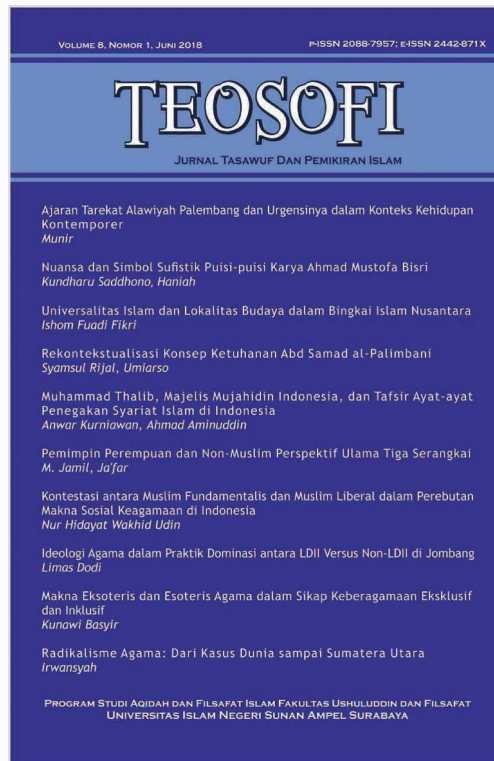 VOLUME 8, NOMOR 1, JUNI 2018
P-ISSN 2088-7957; E-ISSN 2442-871X
TEOSOFI
JURNAL TASAWUF DAN PEMIKIRAN ISLAM
Ajaran Tarekat Alawiyah Palembang dan Urgensinya dalam Konteks Kehidupan
Kontemporer
Munir
Nuansa dan Simbol Sufistik Puisi-puisi Karya Ahmad Mustofa Bisri
Kundharu Saddhono, Haniah
Universalitas Islam dan Lokalitas Budaya dalam Bingkai Islam Nusantara
Ishom Fuadi Fikri
Rekontekstualisasi Konsep Ketuhanan Abd Samad al-Palimbani
Syamsul Rijal, Umiarso
Muhammad Thalib, Majelis Mujahidin Indonesia, dan Tafsir Ayat-ayat
Penegakan Syariat Islam di Indonesia
Anwar Kurniawan, Ahmad Aminuddin
Pemimpin Perempuan dan Non-Muslim Perspektif Ulama Tiga Serangkai
M. Jamil, Ja'far
Kontestasi antara Muslim Fundamentalis dan Muslim Liberal dalam Perebutan
Makna Sosial Keagamaan di Indonesia
Nur Hidayat Wakhid Udin
Ideologi Agama dalam Praktik Dominasi antara LDII Versus Non-LDII di Jombang
Limas Dodi
Makna Eksoteris dan Esoteris Agama dalam Sikap Keberagamaan Eksklusif
dan Inklusif
Kunawi Basyir
Radikalisme Agama: Dari Kasus Dunia sampai Sumatera Utara
Irwansyah
PROGRAM STUDI AQIDAH DAN FILSAFAT ISLAM FAKULTAS USHULUDDIN DAN FILSAFAT
UNIVERSITAS ISLAM NEGERI SUNAN AMPEL SURABAYA